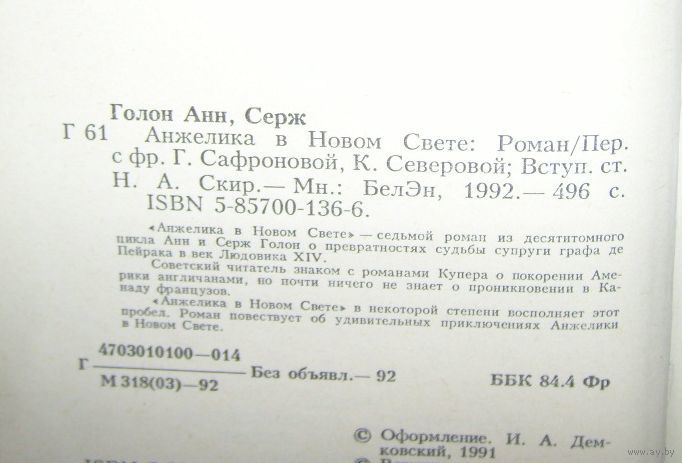 Голон Анн, Серж
Г 61 Анжелика в Новом Свете: Роман/Пер.
с фр. Г. Сафроновой, К. Северовой; Вступ. ст.
Н. А. Скир.— Мн.: БелЭн, 1992.— 496 с.
ISBN 5-85700-136-6.
«Анжелика в Новом Свете» — седьмой роман из десятитомного
цикла Анн и Серж Голон о превратностях судьбы супруги графа де
Пейрака в век Людовика XIV.
Советский читатель знаком с романами Купера о покорении Аме-
рики англичанами, но почти ничего не знает о проникновении в Ка-
наду французов.
«Анжелика в Новом Свете» в некоторой степени восполняет этот
пробел. Роман повествует об удивительных приключениях Анжелики
в Новом Свете.
4703010100—014
Г Без объявл.— 92 ББК 84.4 Фр
М 318(03)—92
© Оформление. И. А. Дем-
ковский, 1991
©
www.ay.by